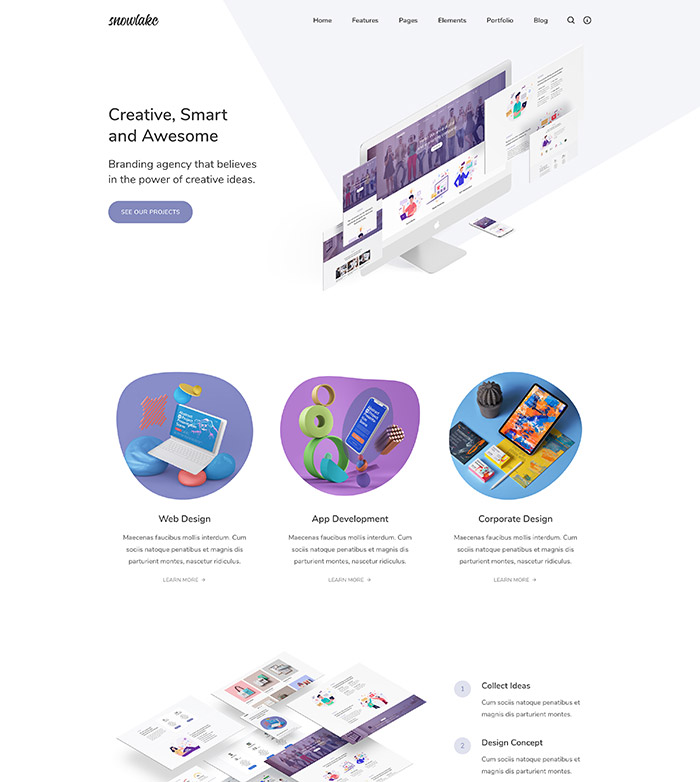 snowlake
Home Features Pages Elements Portfolio Blog
Creative, Smart
and Awesome
Branding agency that believes
in the power of creative ideas.
SEE OUR PROJECTS
Web Design
Maecenas faucibus mollis interdum. Cum
sociis natoque penatibus et magnis dis
parturient montes, nascetur ridiculus.
LEARN MORE →
App Development
Maecenas faucibus mollis interdum. Cum
sociis natoque penatibus et magnis dis
parturient montes, nascetur ridiculus.
LEARN MORE →
Corporate Design
Maecenas faucibus mollis interdum. Cum
sociis natoque penatibus et magnis dis
parturient montes, nascetur ridiculus.
LEARN MORE →
1 Collect Ideas
Cum sociis natoque penatibus et
magnis dis parturient montes.
2 Design Concept
Cum sociis natoque penatibus et
magnis dis parturient montes.